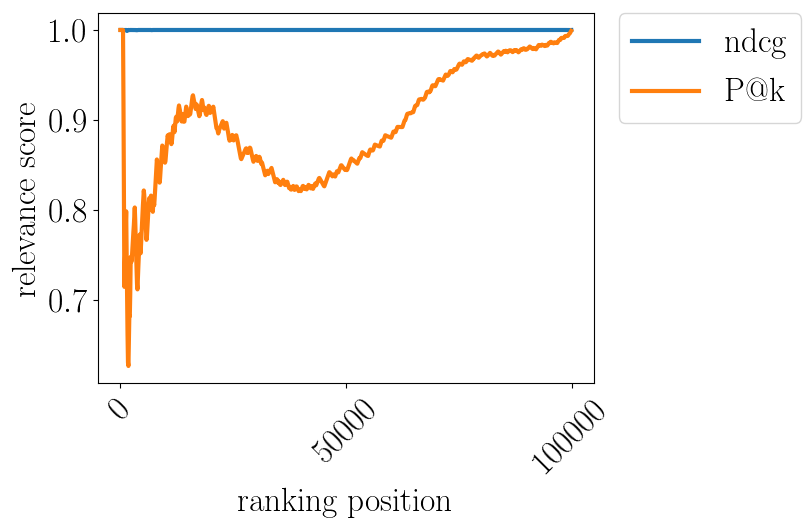 1.0
0.9
0.8
0.7
relevance score
0
50000
100000
ranking position
ndcg
P@k